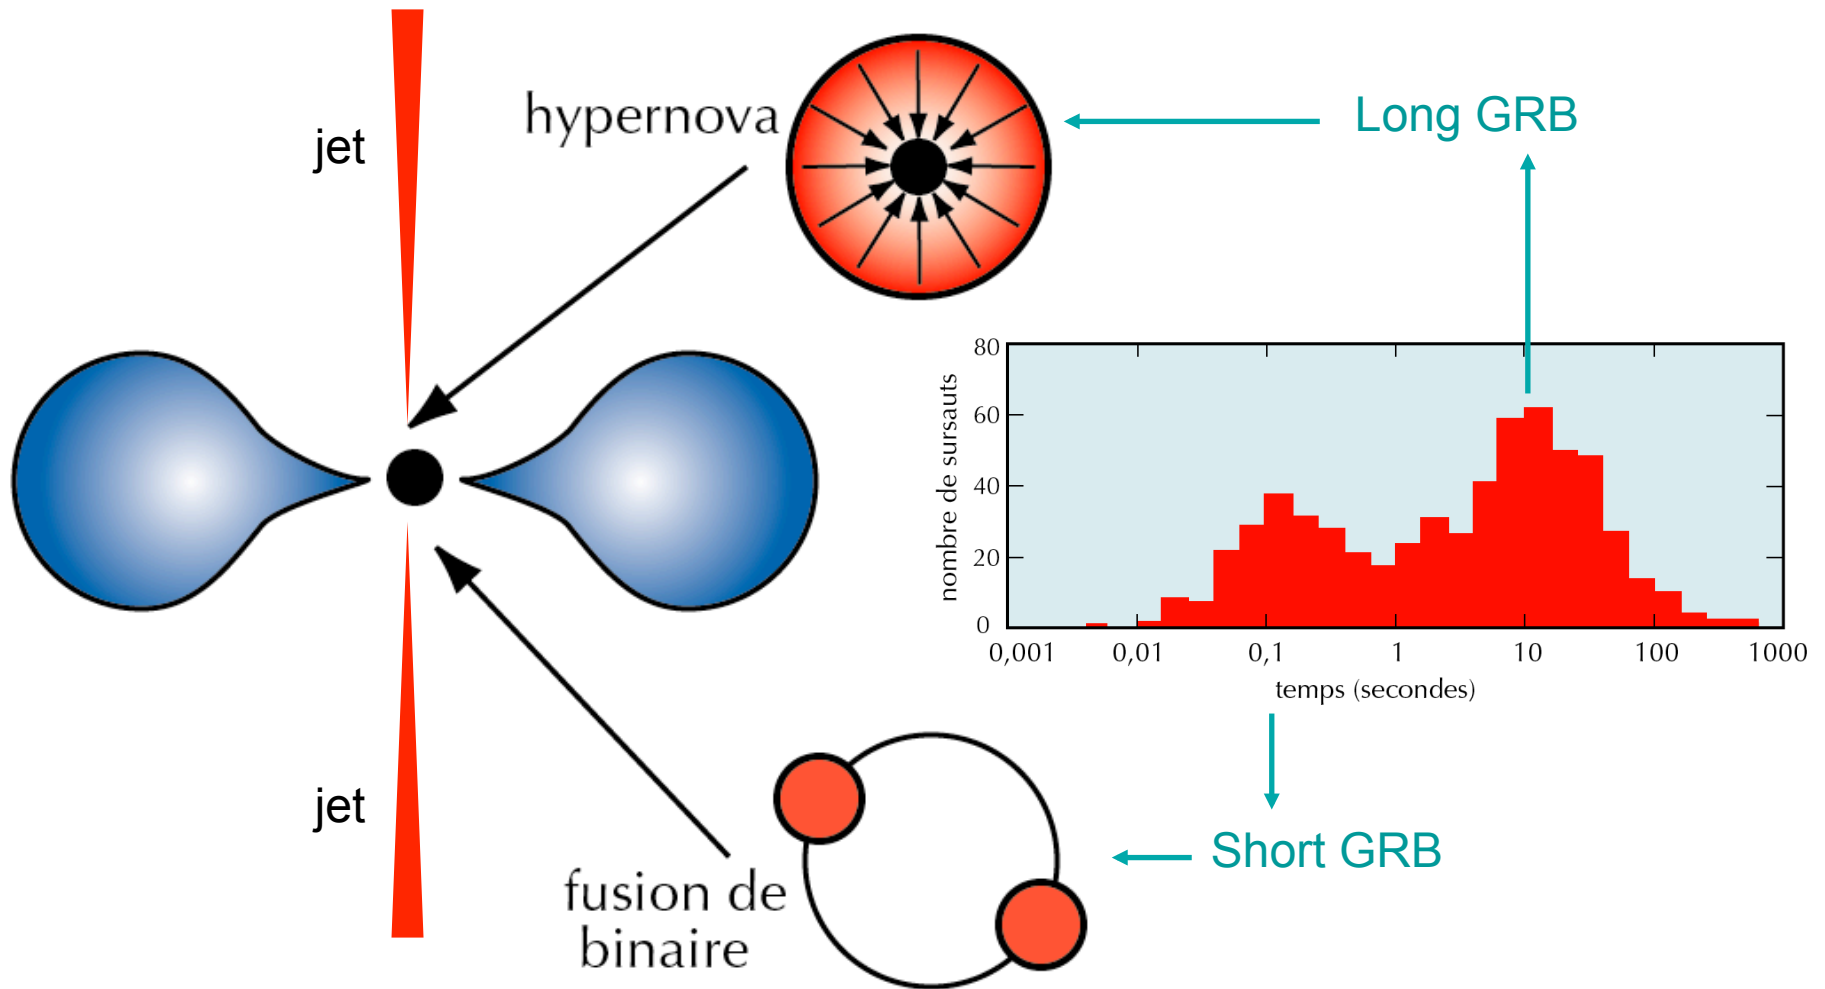 hypernova
Long GRB
jet
80
60
40
20
0
nombre de sursauts
0,001 0,01 0,1 1 10 100 1000
temps (secondes)
jet
Short GRB
fusion de
binaire